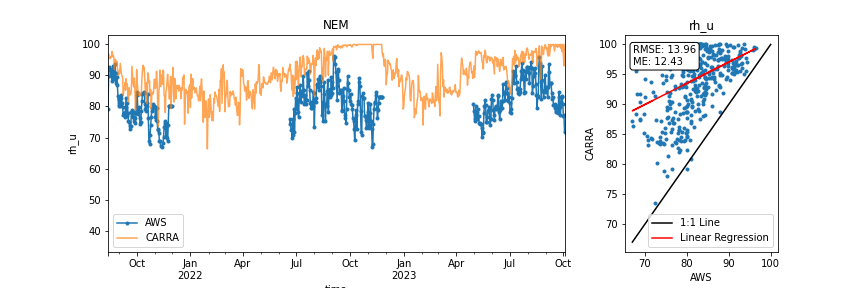 NEM
rh_u
100
90
80
70
60
50
40
AWS
CARRA
Oct
Jan
2022
Apr
Jul
Oct
Jan
2023
Apr
Jul
Oct
time
rh_u
CARRA
100
95
90
85
80
75
70
RMSE: 13.96
ME: 12.43
1:1 Line
Linear Regression
70
80
90
100
AWS